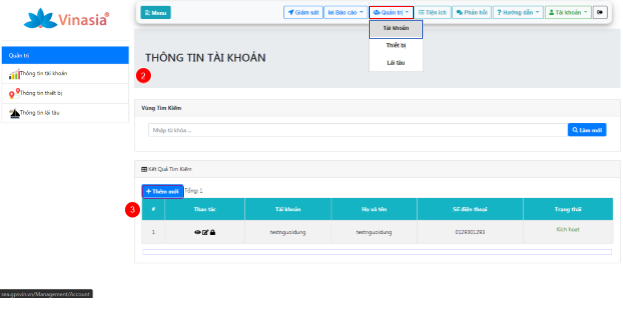 Vinasia®
Menu
Giám sát
Báo cáo
Quản trị
Tiện ích
Phản hồi
Hướng dẫn
Tài khoản
Tài khoản
Thiết bị
Lái tàu
Quản trị
Thông tin tài khoản
Thông tin thiết bị
Thông tin lái tàu
THÔNG TIN TÀI KHOẢN
2
Vùng Tìm Kiếm
Nhập từ khóa ...
Làm mới
Kết Quả Tìm Kiếm
+ Thêm mới Tổng: 1
3
# Thao tác Tài khoản Họ và tên Số điện thoại Trạng thái
1 testnguoidung testnguoidung 0129301293 Kích hoạt
sea.gpsvin.vn/Management/Account